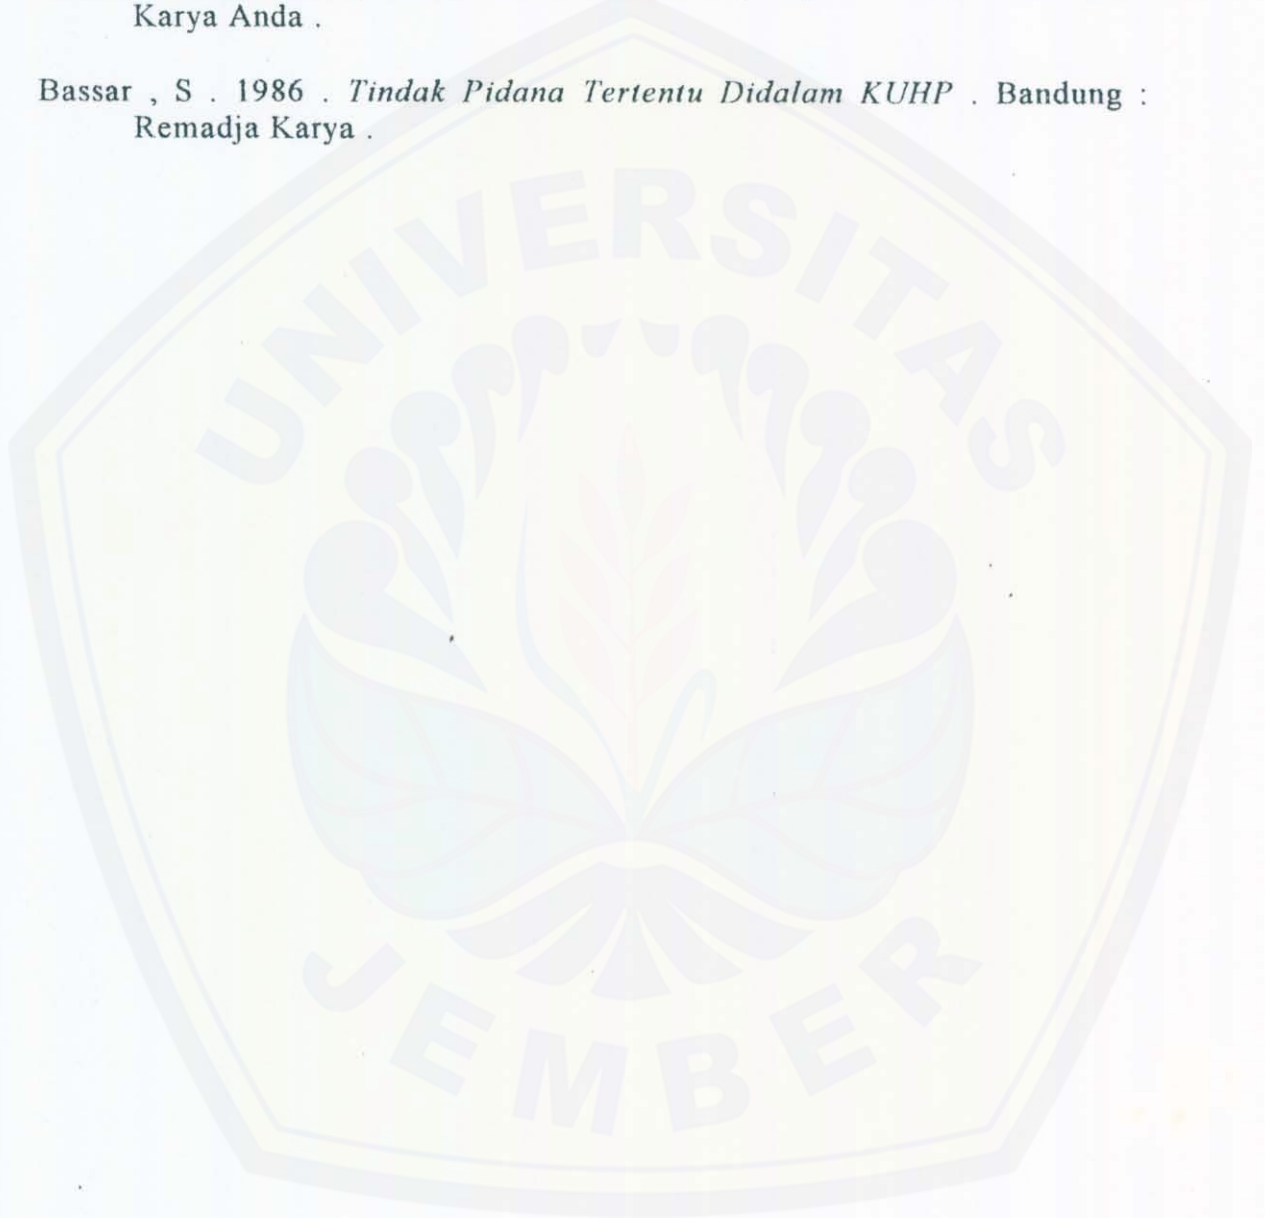 Karya Anda .
Bassar , S . 1986 . Tindak Pidana Tertentu Didalam KUHP . Bandung :
Remadja Karya .
UNIVERSITAS
JEMBER